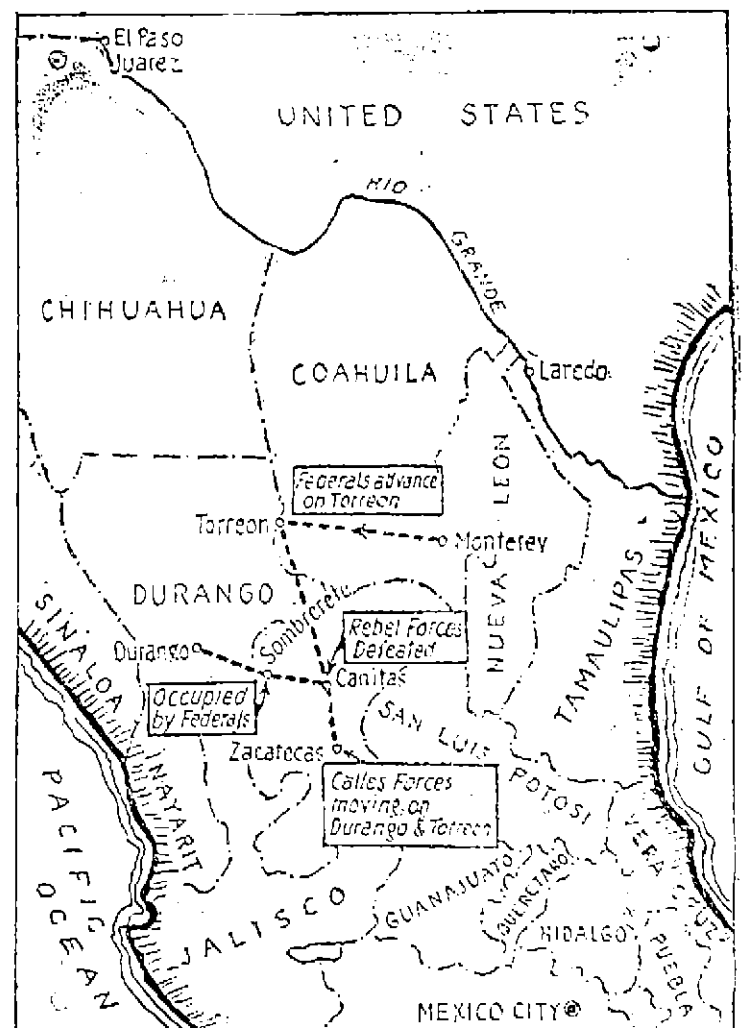 El Paso
Juarez
UNITED STATES
RIO GRANDE
CHIHUAHUA
COAHUILA
Laredo
NUEVA LEON
Federals advance
on Torreon
Torreon
Monterey
GULF OF MEXICO
TAMAULIPAS
DURANGO
Sombrerete
SINALOA
Rebel Forces
Defeated
Durango
Canitas
Occupied
by Federals
SAN LUIS POTOSI
Zacatecas
NAYARIT
Calles Forces
moving on
Durango & Torreon
PACIFIC
OCEAN
VERA CRUZ
JALISCO
GUANAJUATO
QUERETARO
HIDALGO
PUEBLA
MEXICO CITY